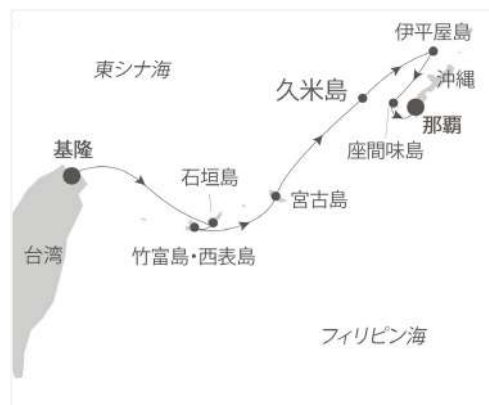 伊平屋島
東シナ海
沖縄
久米島
那覇
座間味島
基隆
石垣島
宮古島
台湾
竹富島・西表島
フィリピン海